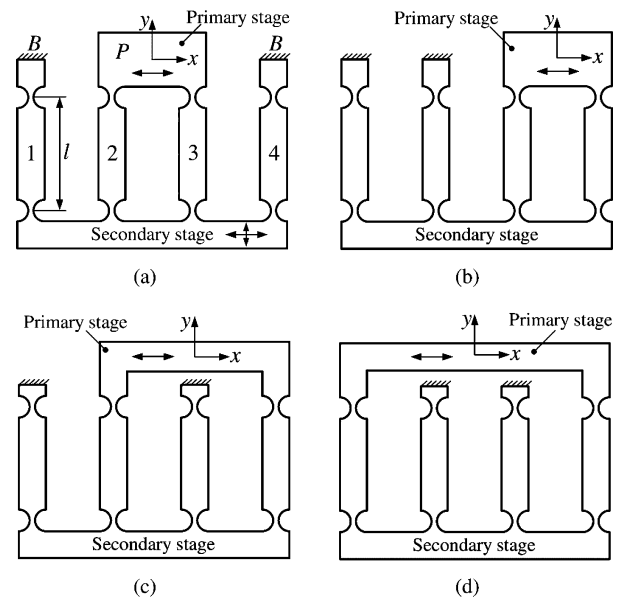 y Primary stage
B P x B
1 l 2 3 4
Secondary stage
(a)
Primary stage y
x
Secondary stage
(b)
Primary stage y
x
Secondary stage
(c)
y Primary stage
x
Secondary stage
(d)